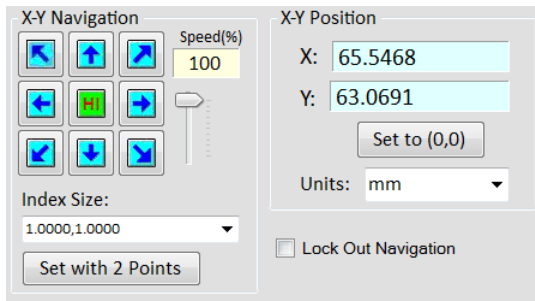 X-Y Navigation
Speed(%)
100
HI
Index Size:
1.0000,1.0000
Set with 2 Points
X-Y Position
X: 65.5468
Y: 63.0691
Set to (0,0)
Units: mm
Lock Out Navigation